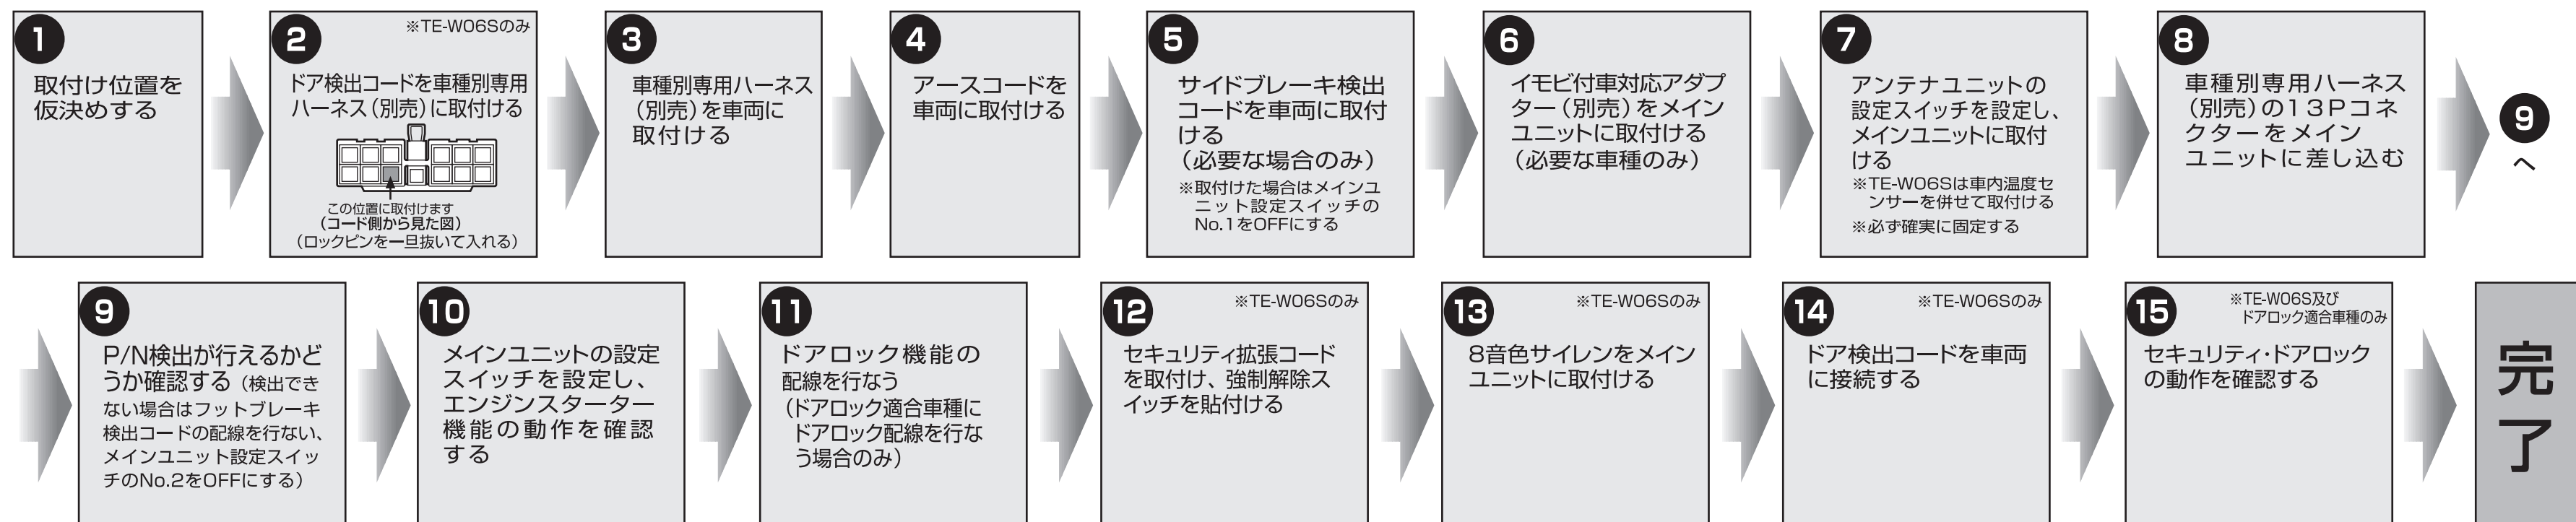 1
取付け位置を
仮決めする
2
※TE-W06Sのみ
ドア検出コードを車種別専用
ハーネス（別売）に取付ける
この位置に取付けます
（コード側から見た図）
（ロックピンを一旦抜いて入れる）
3
車種別専用ハーネス
（別売）を車両に
取付ける
4
アースコードを
車両に取付ける
5
サイドブレーキ検出
コードを車両に取付
ける
（必要な場合のみ）
※取付けた場合はメインユ
ニット設定スイッチの
No.1をOFFにする
6
イモビ付車対応アダプ
ター（別売）をメイン
ユニットに取付ける
（必要な車種のみ）
7
アンテナユニットの
設定スイッチを設定し、
メインユニットに取付
ける
※TE-W06Sは車内温度セ
ンサーを併せて取付ける
※必ず確実に固定する
8
車種別専用ハーネス
（別売）の13Pコネ
クターをメイン
ユニットに差し込む
9
へ
9
P/N検出が行えるかど
うか確認する（検出でき
ない場合はフットブレーキ
検出コードの配線を行ない、
メインユニット設定スイッ
チのNo.2をOFFにする）
10
メインユニットの設定
スイッチを設定し、
エンジンスターター
機能の動作を確認
する
11
ドアロック機能の
配線を行なう
（ドアロック適合車種に
ドアロック配線を行な
う場合のみ）
12
※TE-W06Sのみ
セキュリティ拡張コード
を取付け、強制解除ス
イッチを貼付ける
13
※TE-W06Sのみ
8音色サイレンをメイン
ユニットに取付ける
14
※TE-W06Sのみ
ドア検出コードを車両
に接続する
15
※TE-W06S及び
ドアロック適合車種のみ
セキュリティ・ドアロック
の動作を確認する
完了